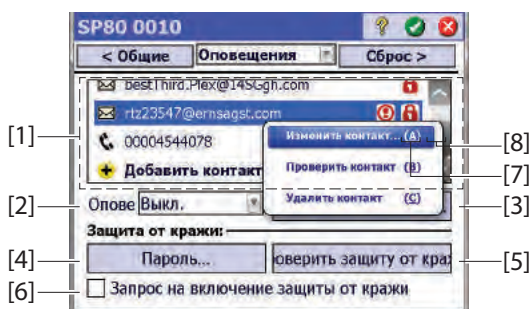 SP80 0010
< Общие Оповещения Сброс >
bestThird.Plex@14SGgh.com
rtz23547@ernsagst.com
00004544078
Добавить контакт
Изменить контакт... (A)
Проверить контакт (B)
Удалить контакт (C)
Опове Выкл.
Защита от кражи:
Пароль... оверить защиту от кра
Запрос на включение защиты от кражи
[1]
[2]
[3]
[4]
[5]
[6]
[7]
[8]